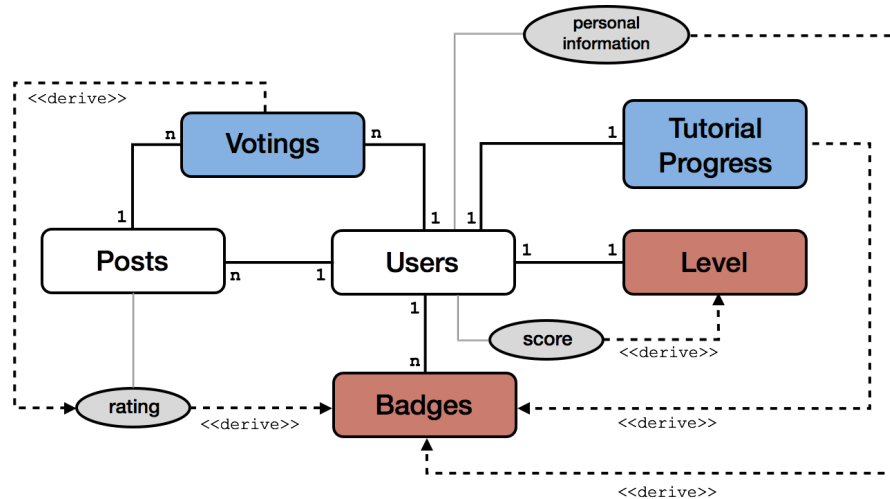 personal
information
<<derive>>
n
Votings
n
1
Tutorial
Progress
1
1
1
Posts
n
1
Users
1
1
Level
1
score
<<derive>>
n
rating
<<derive>>
Badges
<<derive>>
<<derive>>